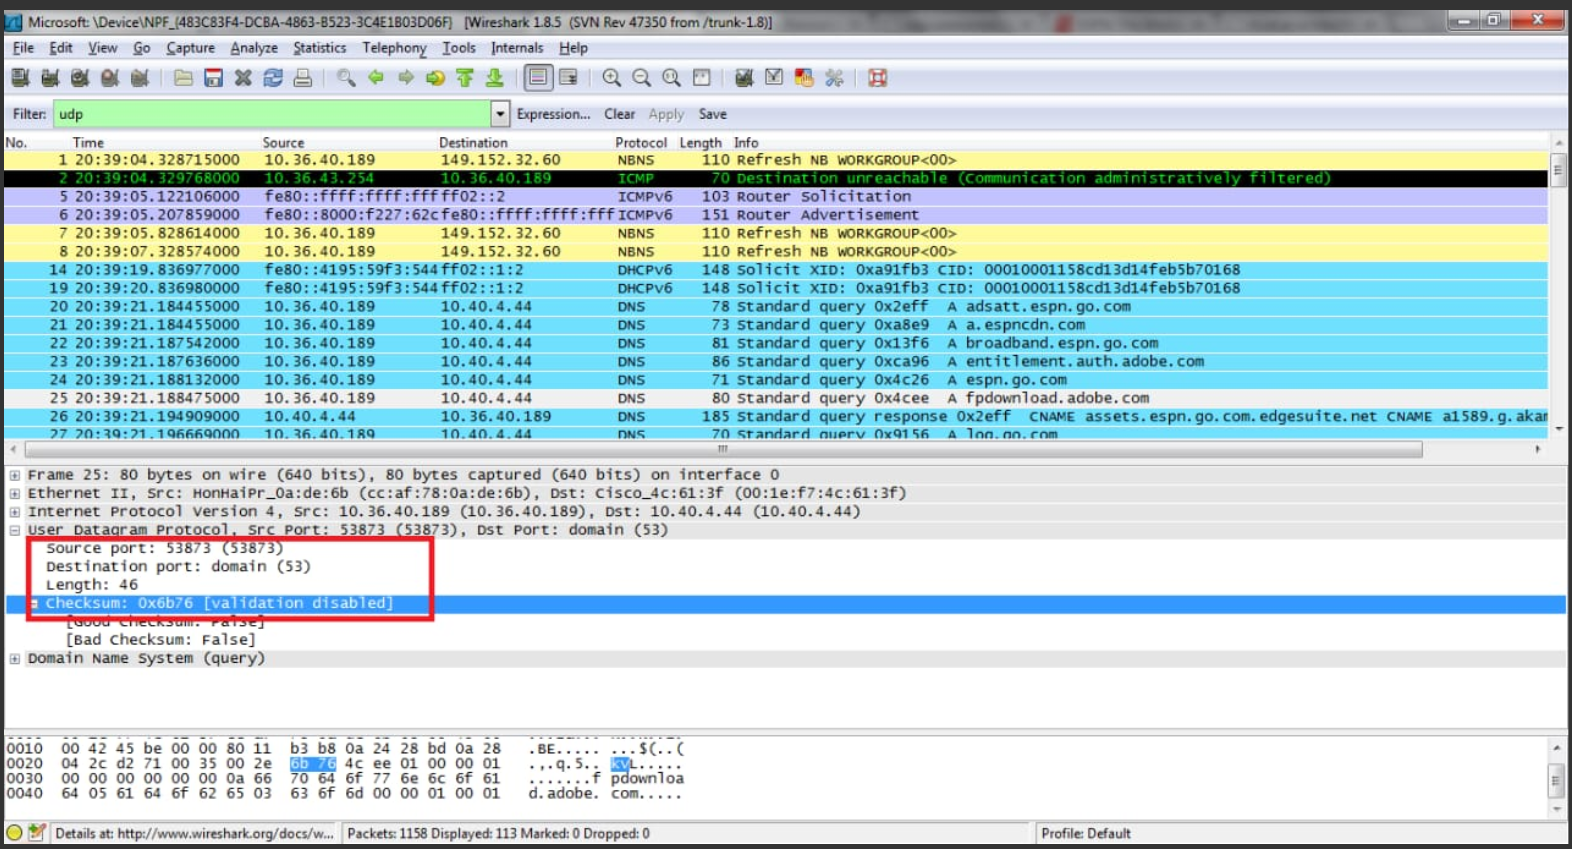 Microsoft: \Device\NPF_{483C83F4-DCBA-4863-B523-3C4E1B03D06F} [Wireshark 1.8.5 (SVN Rev 47350 from /trunk-1.8)]
File Edit View Go Capture Analyze Statistics Telephony Tools Internals Help
Filter: udp Expression... Clear Apply Save
No. Time Source Destination Protocol Length Info
1 20:39:04.328715000 10.36.40.189 149.152.32.60 NBNS 110 Refresh NB WORKGROUP<00>
2 20:39:04.329768000 10.36.43.254 10.36.40.189 ICMP 70 Destination unreachable (Communication administratively filtered)
5 20:39:05.122106000 fe80::ffff:ffff:fff ff02::2 ICMPv6 103 Router Solicitation
6 20:39:05.207859000 fe80::8000:f227:62c fe80::ffff:ffff:fff ICMPv6 151 Router Advertisement
7 20:39:05.828614000 10.36.40.189 149.152.32.60 NBNS 110 Refresh NB WORKGROUP<00>
8 20:39:07.328574000 10.36.40.189 149.152.32.60 NBNS 110 Refresh NB WORKGROUP<00>
14 20:39:19.836977000 fe80::4195:59f3:544 ff02::1:2 DHCPv6 148 Solicit XID: 0xa91fb3 CID: 00010001158cd13d14feb5b70168
19 20:39:20.836980000 fe80::4195:59f3:544 ff02::1:2 DHCPv6 148 Solicit XID: 0xa91fb3 CID: 00010001158cd13d14feb5b70168
20 20:39:21.184455000 10.36.40.189 10.40.4.44 DNS 78 Standard query 0x2eff A adsatt.espn.go.com
21 20:39:21.184455000 10.36.40.189 10.40.4.44 DNS 73 Standard query 0xa8e9 A a.espncdn.com
22 20:39:21.187542000 10.36.40.189 10.40.4.44 DNS 81 Standard query 0x13f6 A broadband.espn.go.com
23 20:39:21.187636000 10.36.40.189 10.40.4.44 DNS 86 Standard query 0xca96 A entitlement.auth.adobe.com
24 20:39:21.188132000 10.36.40.189 10.40.4.44 DNS 71 Standard query 0x4c26 A espn.go.com
25 20:39:21.188475000 10.36.40.189 10.40.4.44 DNS 80 Standard query 0x4cee A fpdownload.adobe.com
26 20:39:21.194909000 10.40.4.44 10.36.40.189 DNS 185 Standard query response 0x2eff CNAME assets.espn.go.com.edgesuite.net CNAME a1589.g.akam
27 20:39:21.196669000 10.36.40.189 10.40.4.44 DNS 70 Standard query 0x9156 A log.go.com
Frame 25: 80 bytes on wire (640 bits), 80 bytes captured (640 bits) on interface 0
Ethernet II, Src: HonHaiPr_0a:de:6b (cc:af:78:0a:de:6b), Dst: Cisco_4c:61:3f (00:1e:f7:4c:61:3f)
Internet Protocol Version 4, Src: 10.36.40.189 (10.36.40.189), Dst: 10.40.4.44 (10.40.4.44)
User Datagram Protocol, Src Port: 53873 (53873), Dst Port: domain (53)
Source port: 53873 (53873)
Destination port: domain (53)
Length: 46
Checksum: 0x6b76 [validation disabled]
[Good Checksum: False]
[Bad Checksum: False]
Domain Name System (query)
0010 00 42 45 be 00 00 80 11 b3 b8 0a 24 28 bd 0a 28 .BE..... ...$(..(
0020 04 2c d2 71 00 35 00 2e 6b 76 4c ee 01 00 00 01 .,.q.5.. kvL.....
0030 00 00 00 00 00 00 0a 66 70 64 6f 77 6e 6c 6f 61 .......f pdownloa
0040 64 05 61 64 6f 62 65 03 63 6f 6d 00 00 01 00 01 d.adobe. com.....
Details at: http://www.wireshark.org/docs/w... Packets: 1158 Displayed: 113 Marked: 0 Dropped: 0 Profile: Default